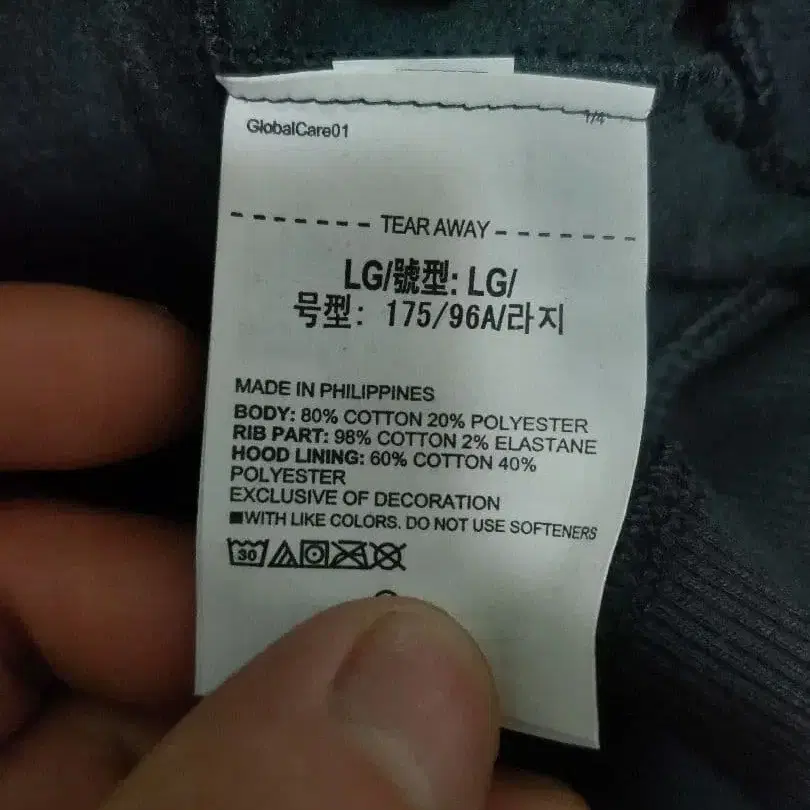 GlobalCare01
1/4
TEAR AWAY
LG/號型: LG/
号型: 175/96A/라지
MADE IN PHILIPPINES
BODY: 80% COTTON 20% POLYESTER
RIB PART: 98% COTTON 2% ELASTANE
HOOD LINING: 60% COTTON 40%
POLYESTER
EXCLUSIVE OF DECORATION
■WITH LIKE COLORS. DO NOT USE SOFTENERS
30